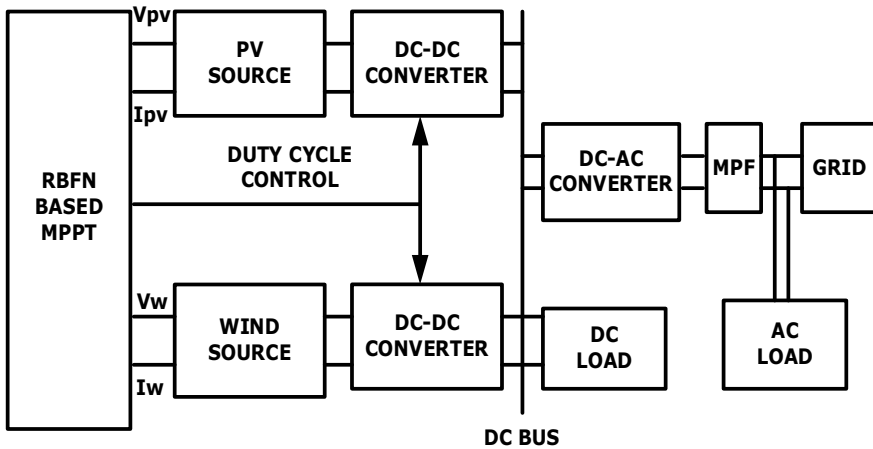 Vpv
Ipv
PV
SOURCE
DC-DC
CONVERTER
DUTY CYCLE
CONTROL
RBFN
BASED
MPPT
DC-AC
CONVERTER
MPF
GRID
Vw
Iw
WIND
SOURCE
DC-DC
CONVERTER
DC
LOAD
AC
LOAD
DC BUS